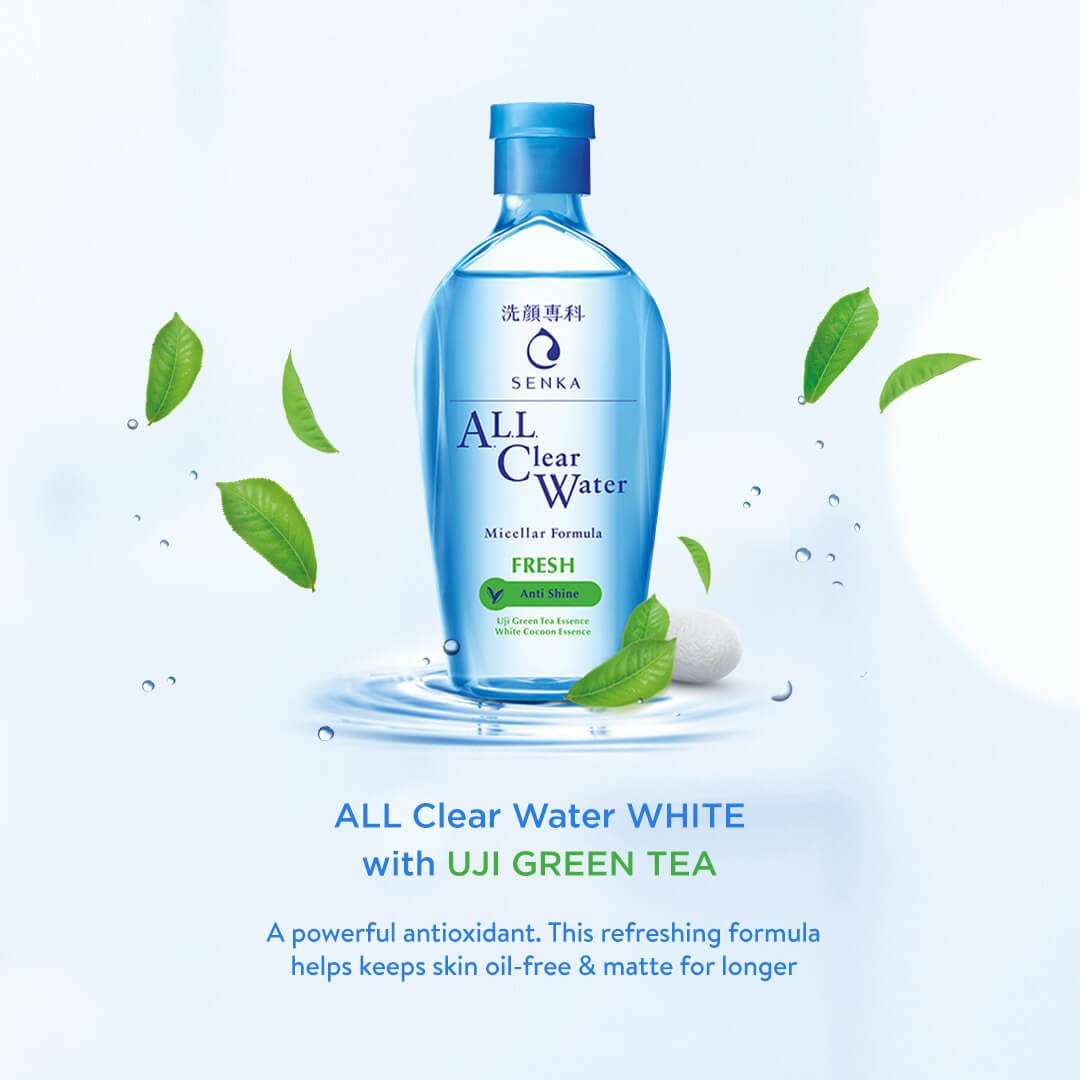 洗顔専科
SENKA
A.L.L.
Clear
Water
Micellar Formula
FRESH
Anti Shine
Uji Green Tea Essence
White Cocoon Essence
ALL Clear Water WHITE
with UJI GREEN TEA
A powerful antioxidant. This refreshing formula
helps keeps skin oil-free & matte for longer